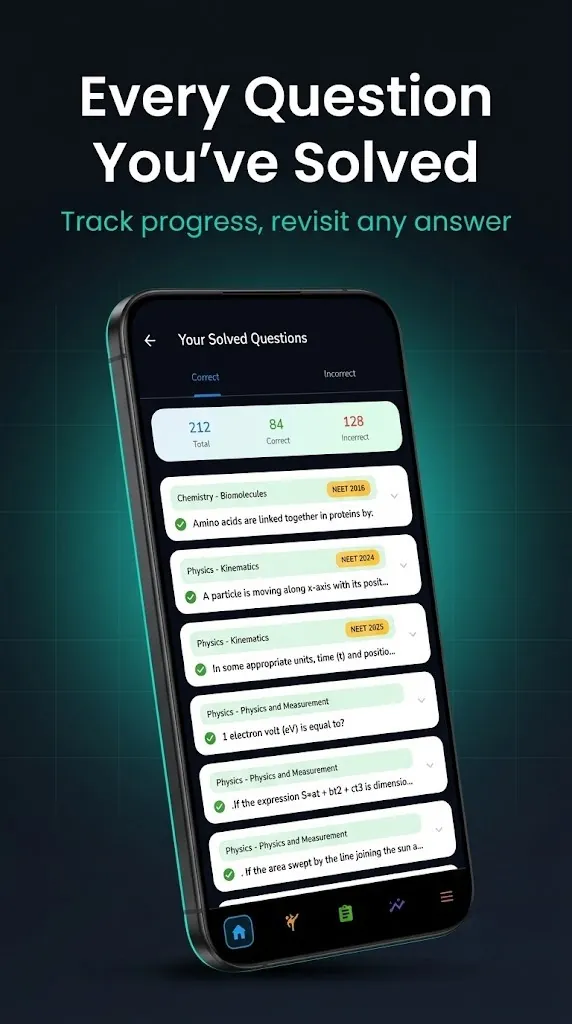 Every Question
You've Solved
Track progress, revisit any answer
Your Solved Questions
Correct
Incorrect
212
84
128
Total
Correct
Incerrect
Chemistry - Biomolecules
NEET 2016
Amino acids are linked together in proteins by:
Physics - Kinematics
NEET 2024
A particle is moving along x-axis with its posit...
Physics - Kinematics
NEET 2025
In some appropriate units, time (t) and positio...
Physics - Physics and Measurement
1 electron volt (eV) is equal to?
Physics - Physics and Measurement
.If the expression S=at + bt2 + ct3 is dimensio...
Physics - Physics and Measurement
. If the area swept by the line joining the sun a...